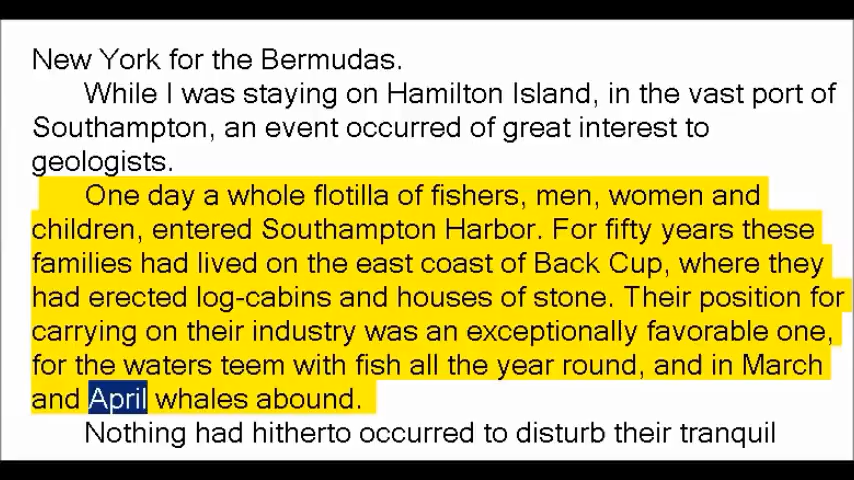 New York for the Bermudas.
While I was staying on Hamilton Island, in the vast port of
Southampton, an event occurred of great interest to
geologists.
One day a whole flotilla of fishers, men, women and
children, entered Southampton Harbor. For fifty years these
families had lived on the east coast of Back Cup, where they
had erected log-cabins and houses of stone. Their position for
carrying on their industry was an exceptionally favorable one,
for the waters teem with fish all the year round, and in March
and April whales abound.
Nothing had hitherto occurred to disturb their tranquil